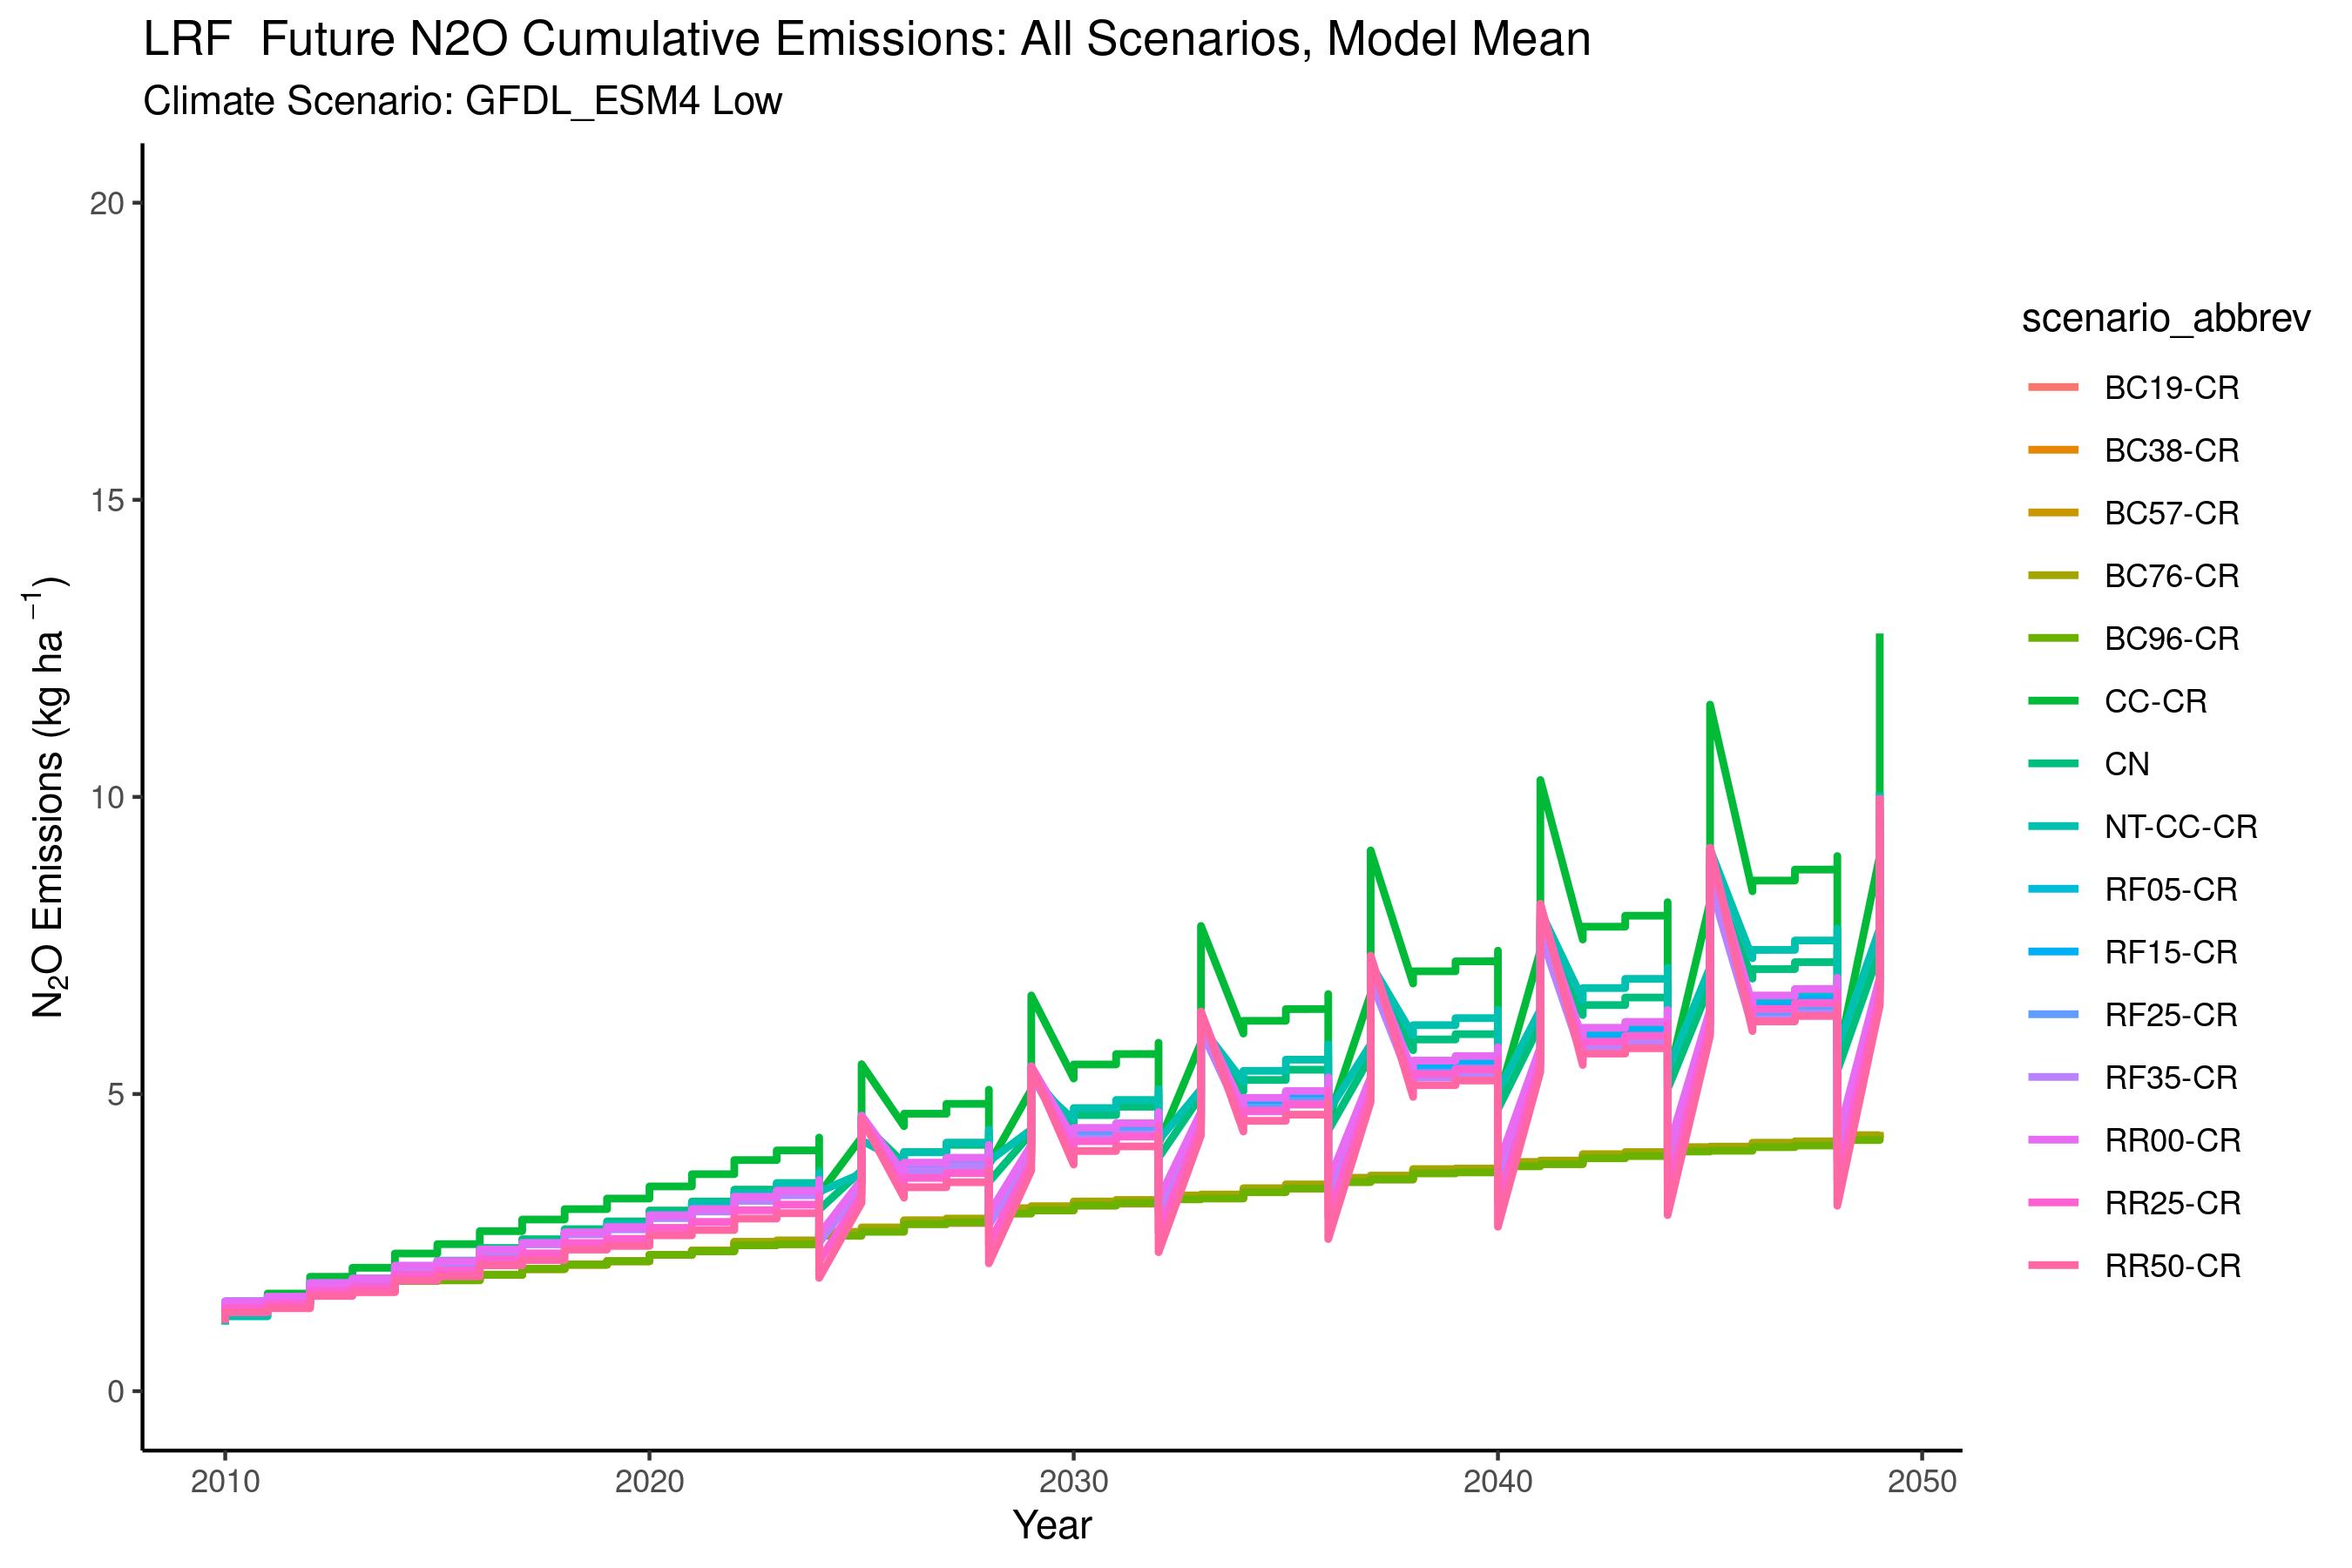 LRF  Future N2O Cumulative Emissions: All Scenarios, Model Mean
Climate Scenario: GFDL_ESM4 Low
N₂O Emissions (kg ha ⁻¹)
20
15
10
5
0
2010
2020
2030
2040
2050
Year
scenario_abbrev
BC19-CR
BC38-CR
BC57-CR
BC76-CR
BC96-CR
CC-CR
CN
NT-CC-CR
RF05-CR
RF15-CR
RF25-CR
RF35-CR
RR00-CR
RR25-CR
RR50-CR